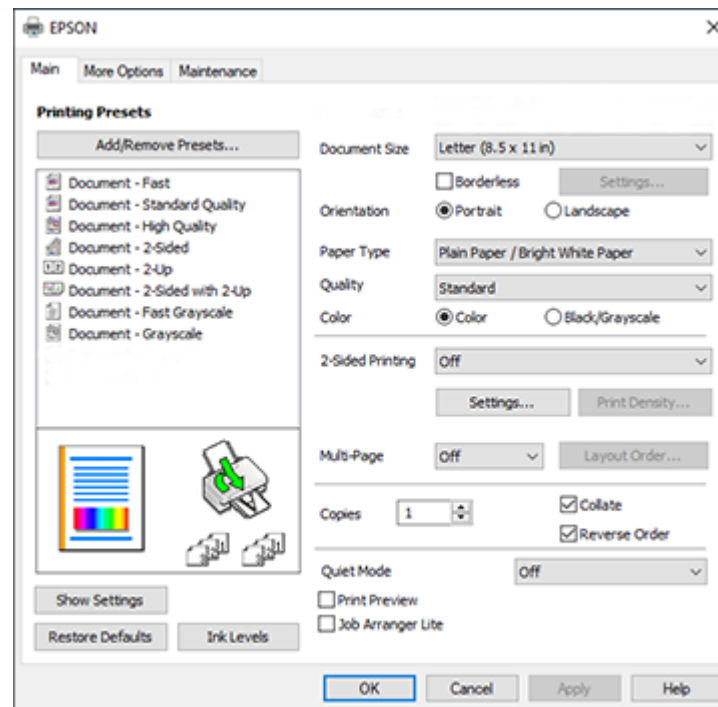 EPSON
Main More Options Maintenance
Printing Presets
Add/Remove Presets...
Document - Fast
Document - Standard Quality
Document - High Quality
Document - 2-Sided
Document - 2-Up
Document - 2-Sided with 2-Up
Document - Fast Grayscale
Document - Grayscale
Show Settings
Restore Defaults Ink Levels
Document Size Letter (8.5 x 11 in)
Borderless Settings...
Orientation Portrait Landscape
Paper Type Plain Paper / Bright White Paper
Quality Standard
Color Color Black/Grayscale
2-Sided Printing Off
Settings... Print Density...
Multi-Page Off Layout Order...
Copies 1 Collate
Reverse Order
Quiet Mode Off
Print Preview
Job Arranger Lite
OK Cancel Apply Help